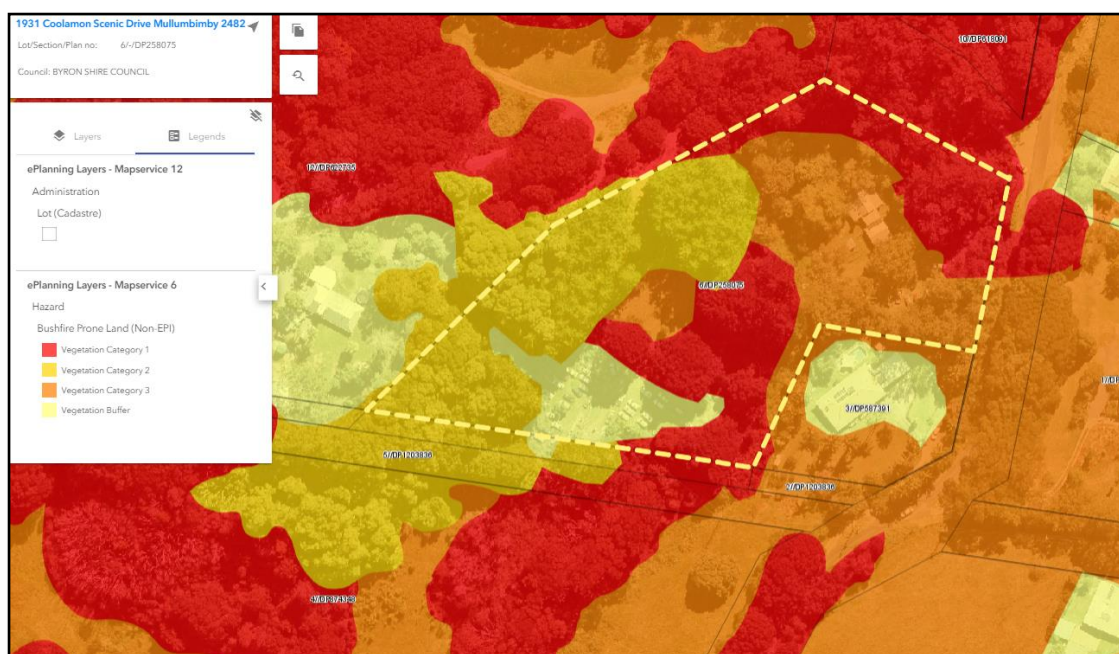 1931 Coolamon Scenic Drive Mullumbimby 2482
Lot/Section/Plan no: 6/-/DP258075
Council: BYRON SHIRE COUNCIL
Layers
Legends
ePlanning Layers - Mapservice 12
Administration
Lot (Cadastre)
ePlanning Layers - Mapservice 6
Hazard
Bushfire Prone Land (Non-EPI)
Vegetation Category 1
Vegetation Category 2
Vegetation Category 3
Vegetation Buffer
6//DP258075
3//DP587391
5//DP1203836
2//DP1203836